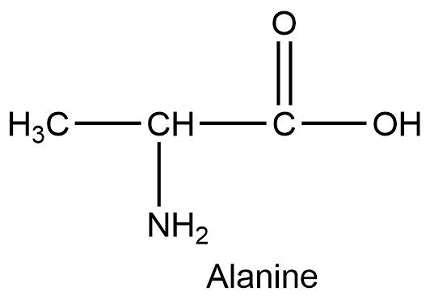 O
H₃C CH C OH
NH₂
Alanine